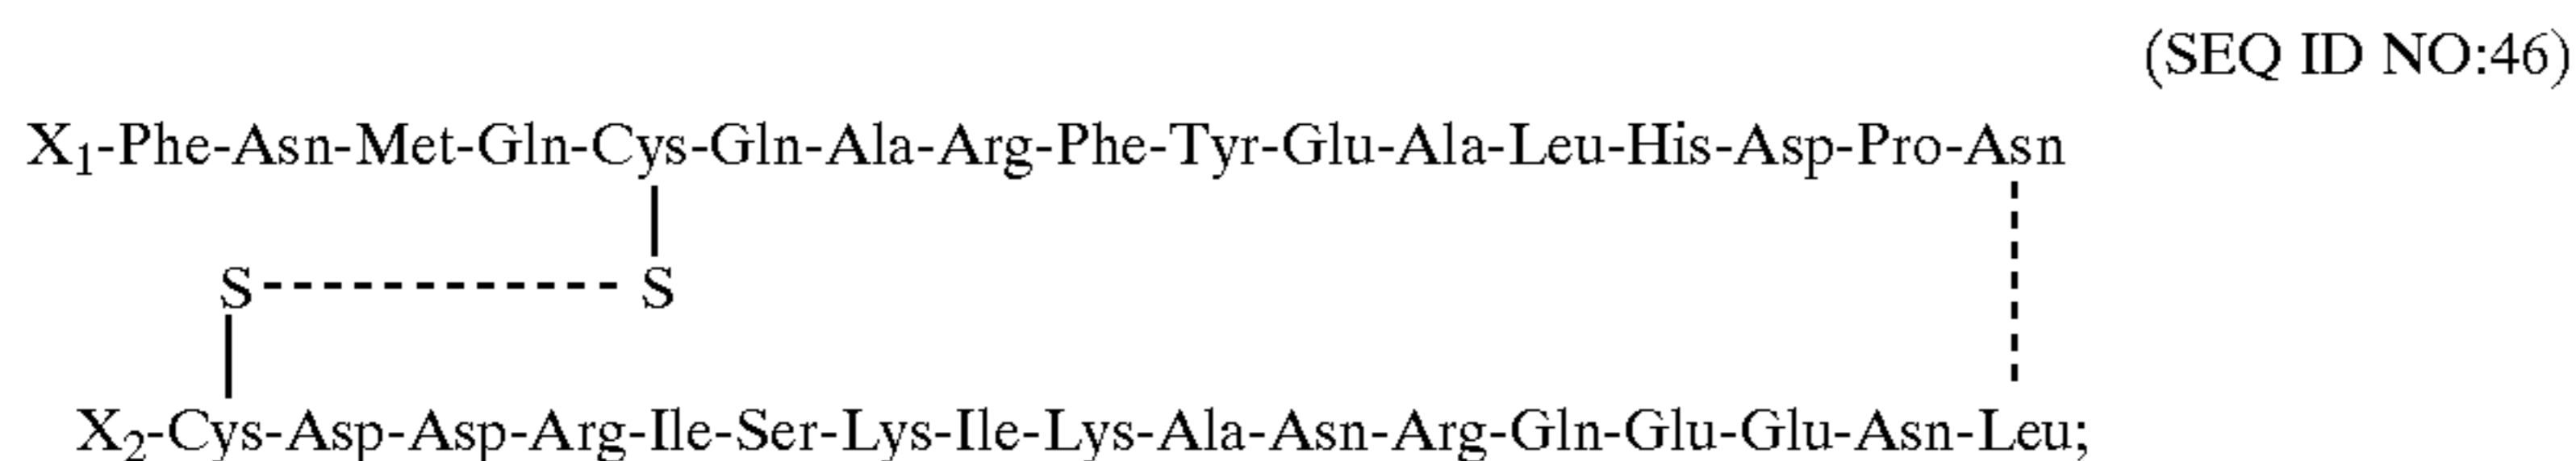 (SEQ ID NO:46)
X₁-Phe-Asn-Met-Gln-Cys-Gln-Ala-Arg-Phe-Tyr-Glu-Ala-Leu-His-Asp-Pro-Asn
S S
X₂-Cys-Asp-Asp-Arg-Ile-Ser-Lys-Ile-Lys-Ala-Asn-Arg-Gln-Glu-Glu-Asn-Leu;